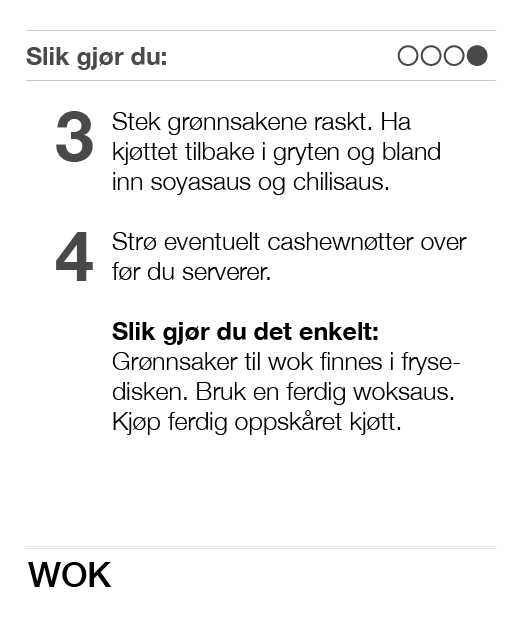 Slik gjør du:
3 Stek grønnsakene raskt. Ha
kjøttet tilbake i gryten og bland
inn soyasaus og chilisaus.
4 Strø eventuelt cashewnøtter over
før du serverer.
Slik gjør du det enkelt:
Grønnsaker til wok finnes i fryse-
disken. Bruk en ferdig woksaus.
Kjøp ferdig oppskåret kjøtt.
WOK